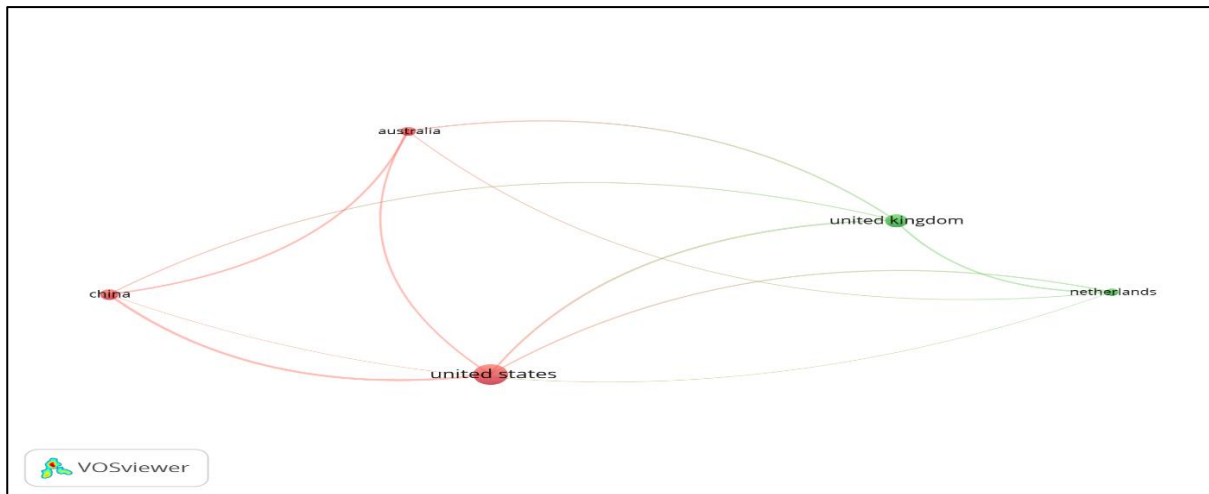 australia
united kingdom
china
netherlands
united states
VOSviewer